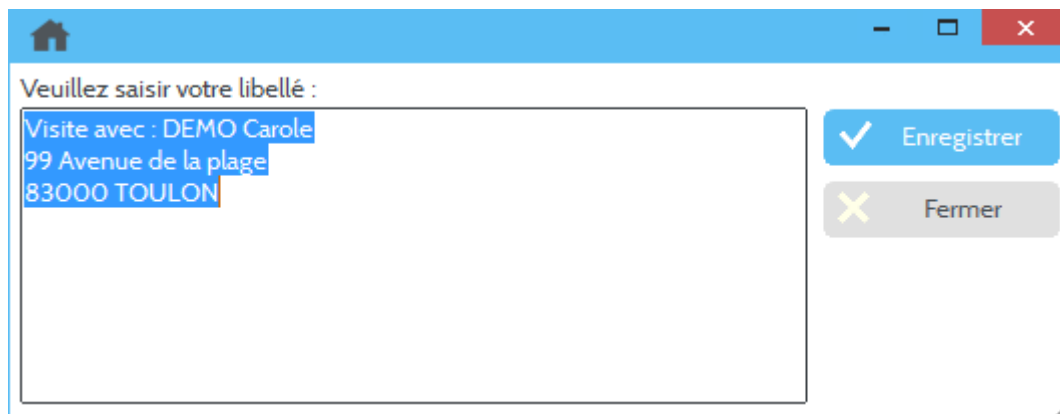 Veuillez saisir votre libellé :
Visite avec : DEMO Carole
99 Avenue de la plage
83000 TOULON
Enregistrer
Fermer